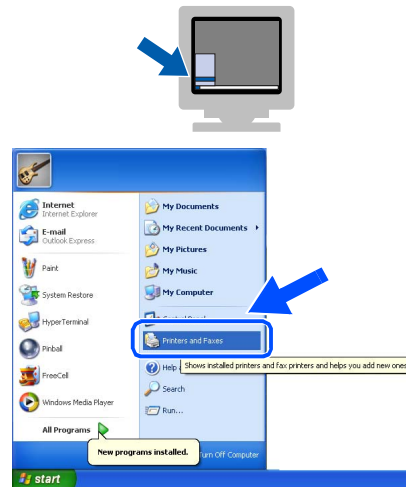 Internet
Internet Explorer
E-mail
Outlook Express
Paint
System Restore
HyperTerminal
Pinball
FreeCell
Windows Media Player
All Programs
My Documents
My Recent Documents
My Pictures
My Music
My Computer
Printers and Faxes
Shows installed printers and fax printers and helps you add new ones
Help
Search
Run...
New programs installed.
Turn Off Computer
start